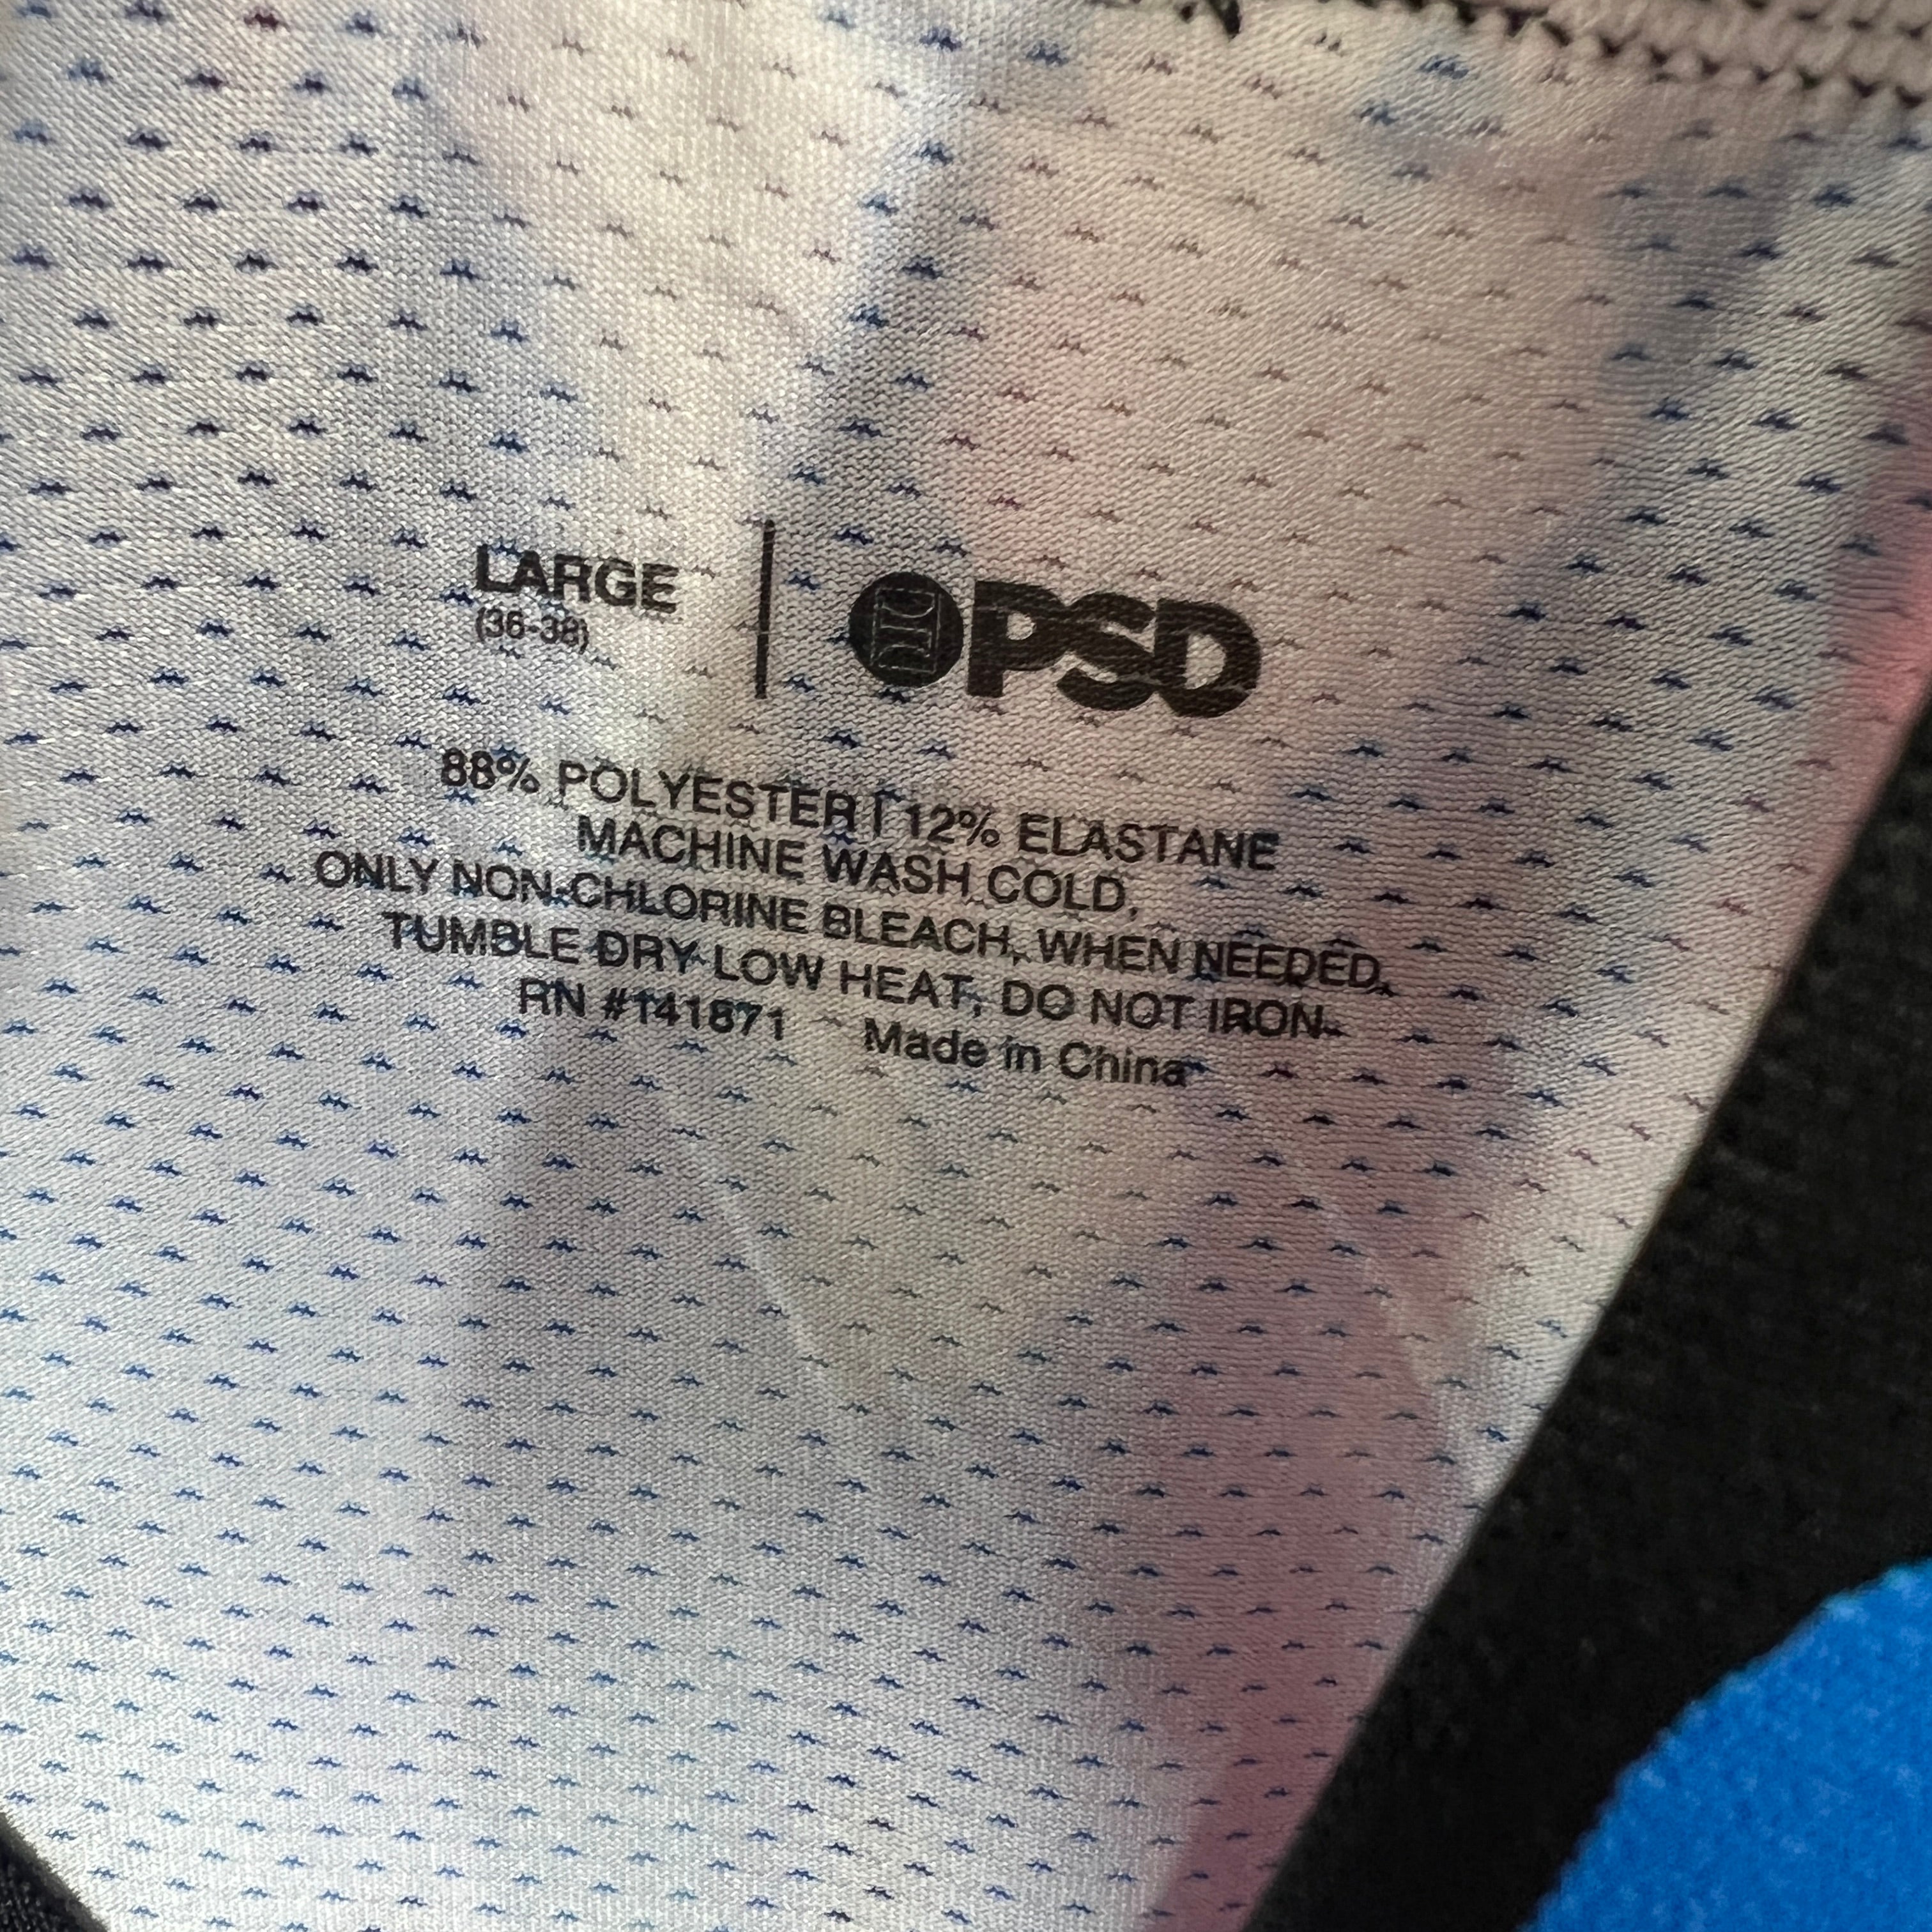 LARGE
(36-38)
PSD
88% POLYESTER | 12% ELASTANE
MACHINE WASH COLD,
ONLY NON-CHLORINE BLEACH, WHEN NEEDED,
TUMBLE DRY LOW HEAT, DO NOT IRON
RN #141871 Made in China